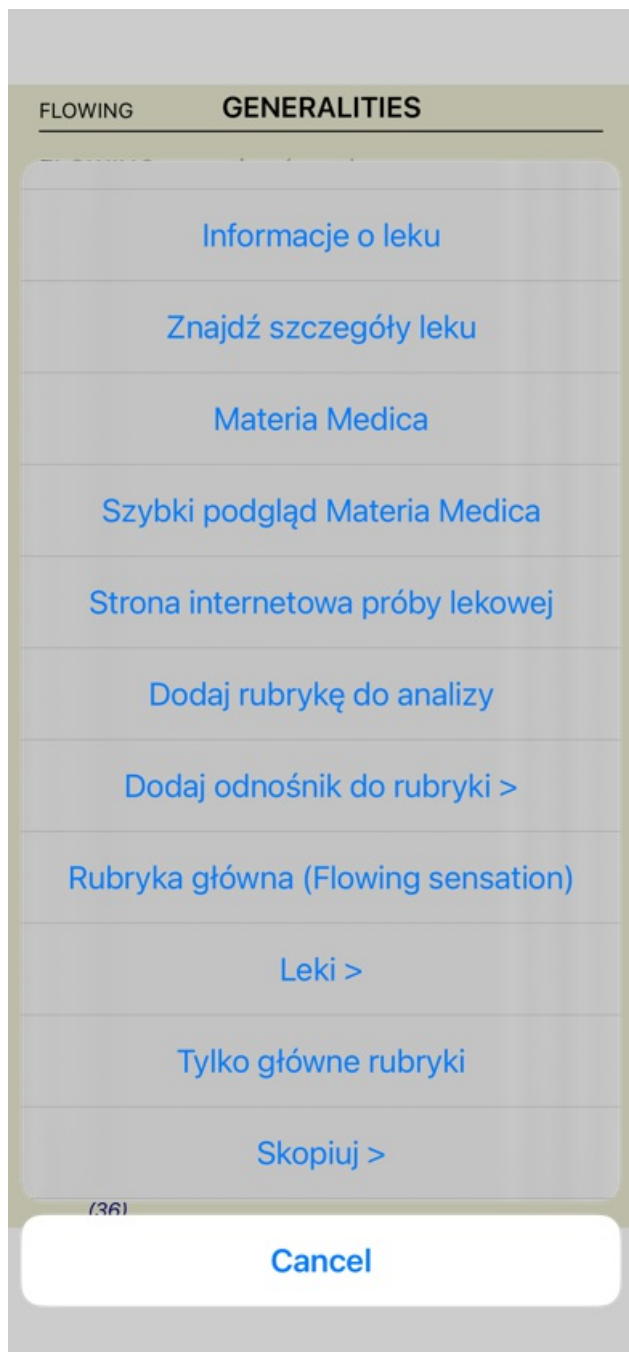 FLOWING GENERALITIES
Informacje o leku
Znajdź szczegóły leku
Materia Medica
Szybki podgląd Materia Medica
Strona internetowa próby lekowej
Dodaj rubrykę do analizy
Dodaj odnośnik do rubryki >
Rubryka główna (Flowing sensation)
Leki >
Tylko główne rubryki
Skopiuj >
(36)
Cancel